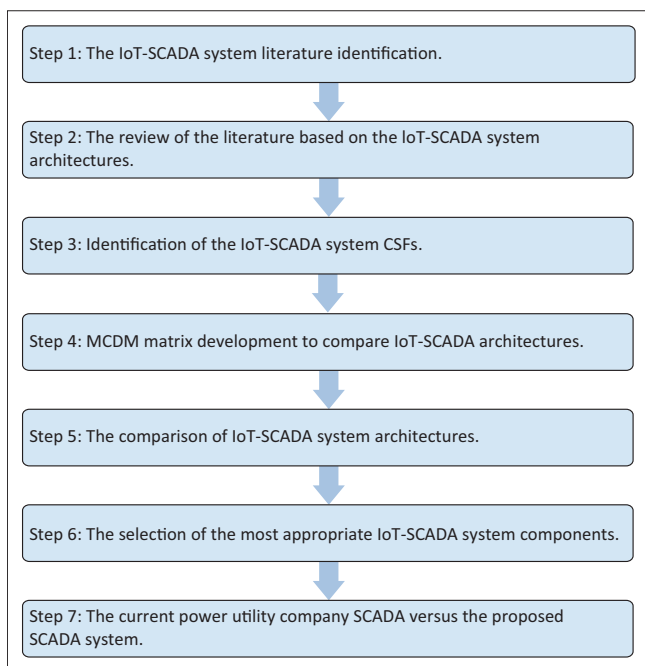 Step 1: The IoT-SCADA system literature identification.
Step 2: The review of the literature based on the IoT-SCADA system
architectures.
Step 3: Identification of the IoT-SCADA system CSFs.
Step 4: MCDM matrix development to compare IoT-SCADA architectures.
Step 5: The comparison of IoT-SCADA system architectures.
Step 6: The selection of the most appropriate IoT-SCADA system components.
Step 7: The current power utility company SCADA versus the proposed
SCADA system.